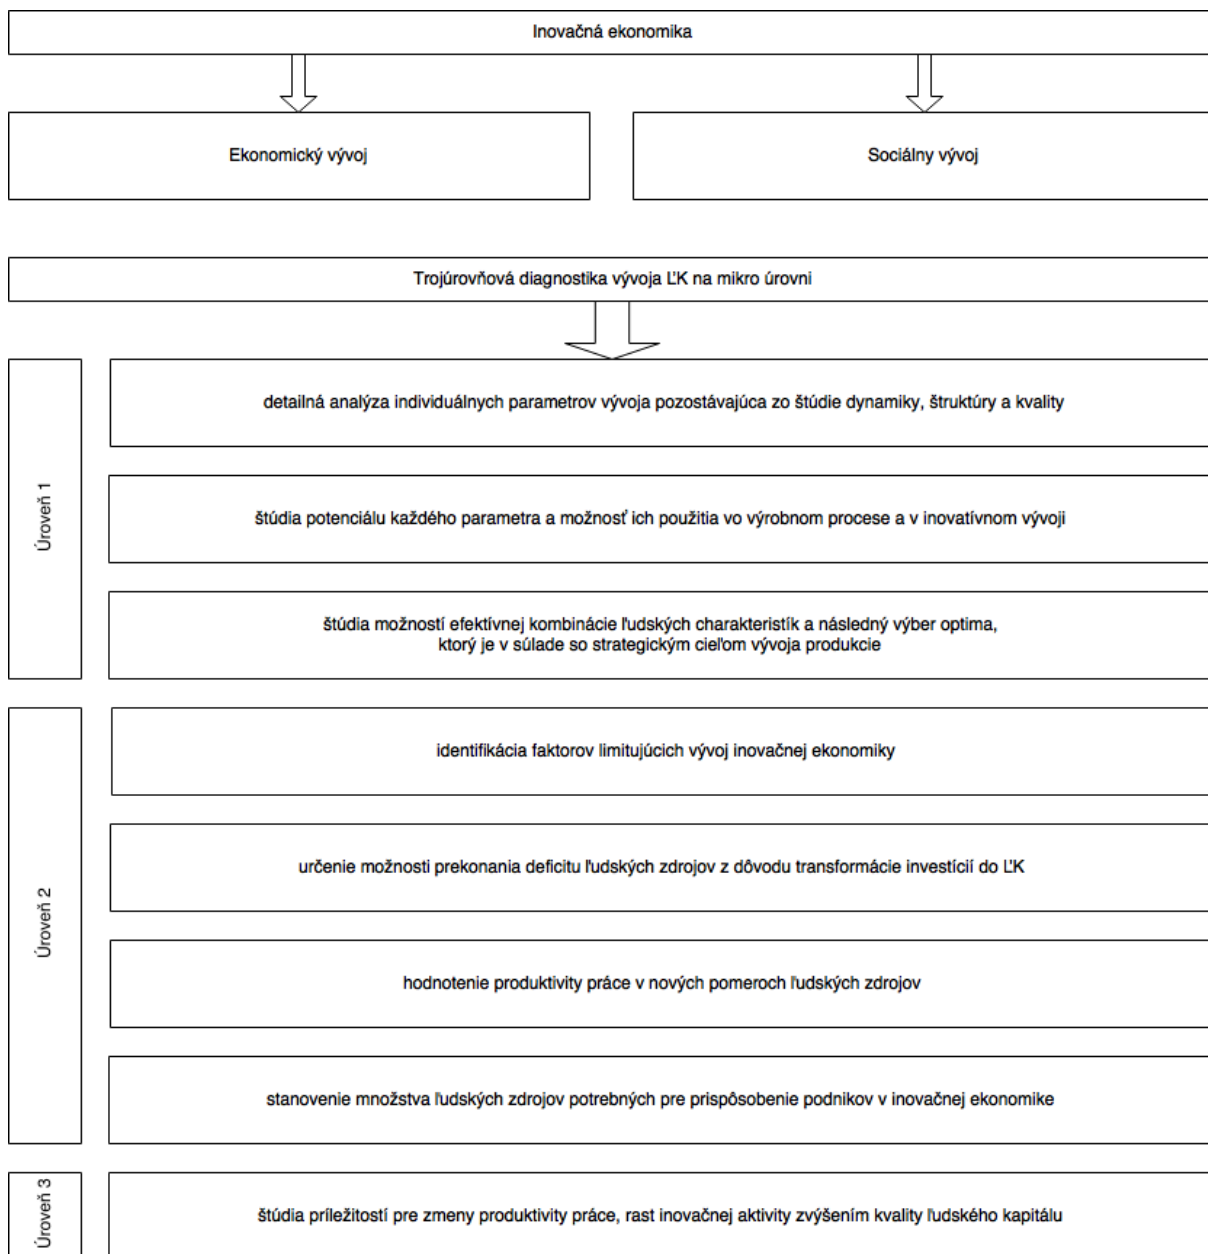 Inovačná ekonomika
Ekonomický vývoj
Sociálny vývoj
Trojúrovňová diagnostika vývoja ĽK na mikro úrovni
Úroveň 1
detailná analýza individuálnych parametrov vývoja pozostávajúca zo štúdie dynamiky, štruktúry a kvality
štúdia potenciálu každého parametra a možnosť ich použitia vo výrobnom procese a v inovatívnom vývoji
štúdia možností efektívnej kombinácie ľudských charakteristík a následný výber optima,
ktorý je v súlade so strategickým cieľom vývoja produkcie
Úroveň 2
identifikácia faktorov limitujúcich vývoj inovačnej ekonomiky
určenie možnosti prekonania deficitu ľudských zdrojov z dôvodu transformácie investícií do ĽK
hodnotenie produktivity práce v nových pomeroch ľudských zdrojov
stanovenie množstva ľudských zdrojov potrebných pre prispôsobenie podnikov v inovačnej ekonomike
Úroveň 3
štúdia príležitostí pre zmeny produktivity práce, rast inovačnej aktivity zvýšením kvality ľudského kapitálu